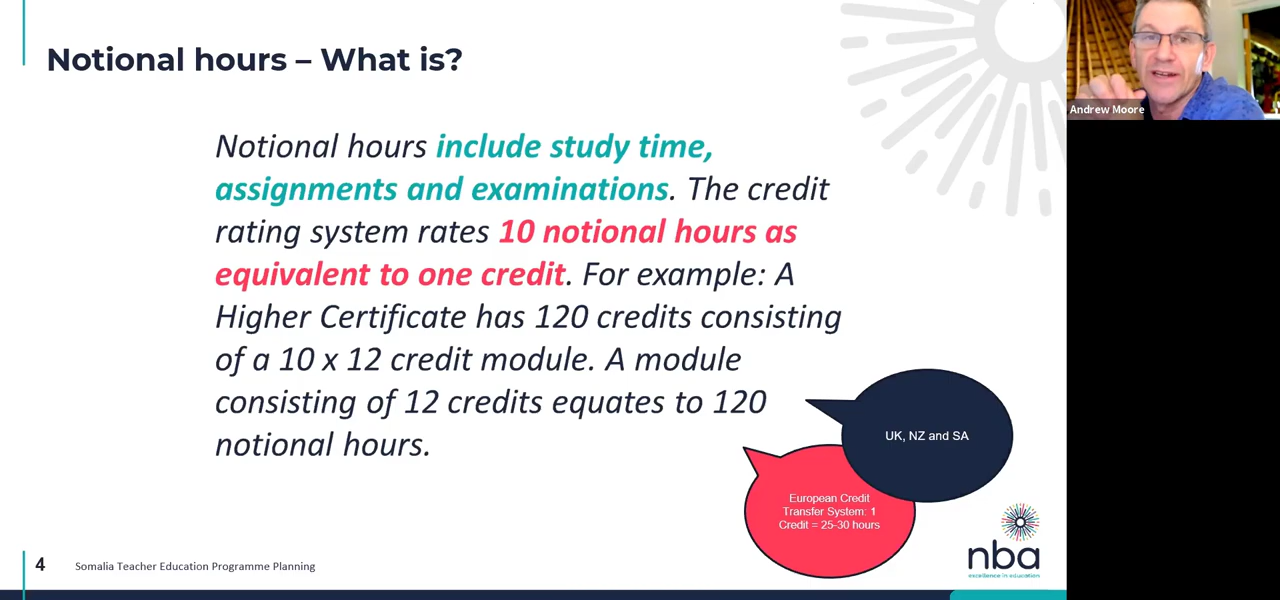 Notional hours – What is?
Andrew Moore
Notional hours include study time,
assignments and examinations. The credit
rating system rates 10 notional hours as
equivalent to one credit. For example: A
Higher Certificate has 120 credits consisting
of a 10 x 12 credit module. A module
consisting of 12 credits equates to 120
notional hours.
UK, NZ and SA
European Credit
Transfer System: 1
Credit = 25-30 hours
nba
excellence in education
4
Somalia Teacher Education Programme Planning